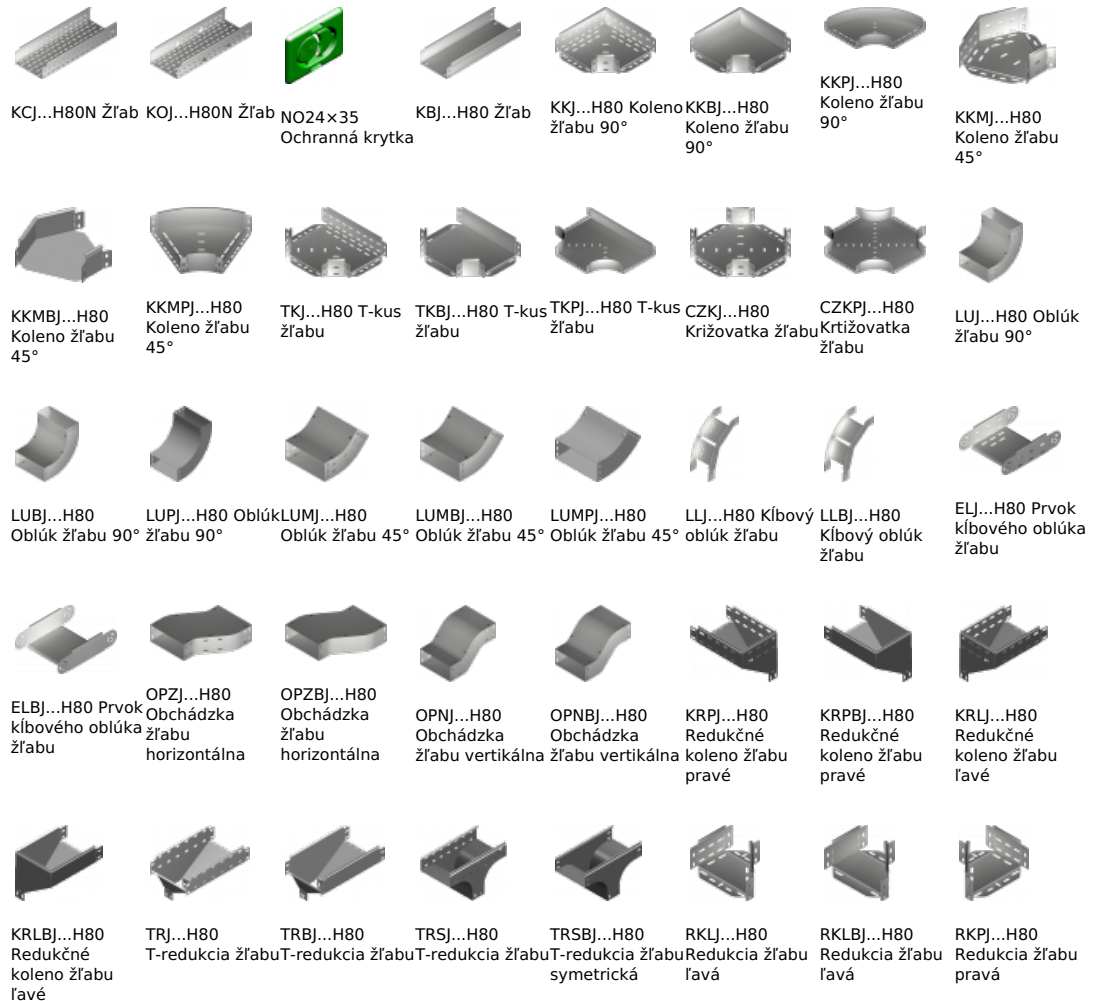 KCJ...H80N Žľab
KOJ...H80N Žľab
NO24×35
Ochranná krytka
KBJ...H80 Žľab
KKJ...H80 Koleno
žľabu 90°
KKBJ...H80
Koleno žľabu
90°
KKPJ...H80
Koleno žľabu
90°
KKMJ...H80
Koleno žľabu
45°
KKMBJ...H80
Koleno žľabu
45°
KKMPJ...H80
Koleno žľabu
45°
TKJ...H80 T-kus
žľabu
TKBJ...H80 T-kus
žľabu
TKPJ...H80 T-kus
žľabu
CZKJ...H80
Križovatka žľabu
CZKPJ...H80
Krtižovatka
žľabu
LUJ...H80 Oblúk
žľabu 90°
LUBJ...H80
Oblúk žľabu 90°
LUPJ...H80 Oblúk
žľabu 90°
LUMJ...H80
Oblúk žľabu 45°
LUMBJ...H80
Oblúk žľabu 45°
LUMPJ...H80
Oblúk žľabu 45°
LLJ...H80 Kĺbový
oblúk žľabu
LLBJ...H80
Kĺbový oblúk
žľabu
ELJ...H80 Prvok
kĺbového oblúka
žľabu
ELBJ...H80 Prvok
kĺbového oblúka
žľabu
OPZJ...H80
Obchádzka
žľabu
horizontálna
OPZBJ...H80
Obchádzka
žľabu
horizontálna
OPNJ...H80
Obchádzka
žľabu vertikálna
OPNBJ...H80
Obchádzka
žľabu vertikálna
KRPJ...H80
Redukčné
koleno žľabu
pravé
KRPBJ...H80
Redukčné
koleno žľabu
pravé
KRLJ...H80
Redukčné
koleno žľabu
ľavé
KRLBJ...H80
Redukčné
koleno žľabu
ľavé
TRJ...H80
T-redukcia žľabu
TRBJ...H80
T-redukcia žľabu
TRSJ...H80
T-redukcia žľabu
TRSBJ...H80
T-redukcia žľabu
symetrická
RKLJ...H80
Redukcia žľabu
ľavá
RKLBJ...H80
Redukcia žľabu
ľavá
RKPJ...H80
Redukcia žľabu
pravá